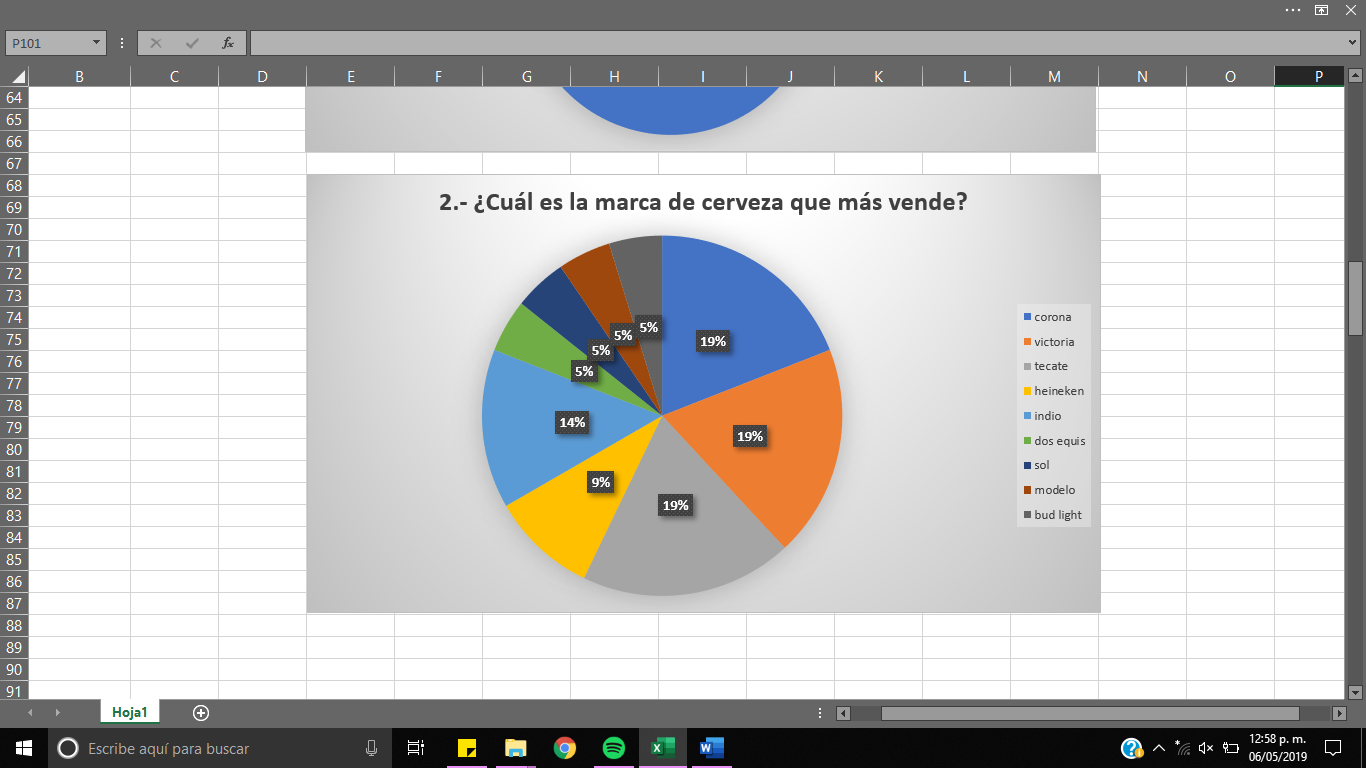 P101
fx
B C D E F G H I J K L M N O P
64
65
66
67
68
69
70
71
72
73
74
75
76
77
78
79
80
81
82
83
84
85
86
87
88
89
90
91
2.- ¿Cuál es la marca de cerveza que más vende?
5%
5%
5%
5%
19%
14%
19%
9%
19%
corona
victoria
tecate
heineken
indio
dos equis
sol
modelo
bud light
Hoja1
Escribe aquí para buscar
12:58 p. m.
06/05/2019